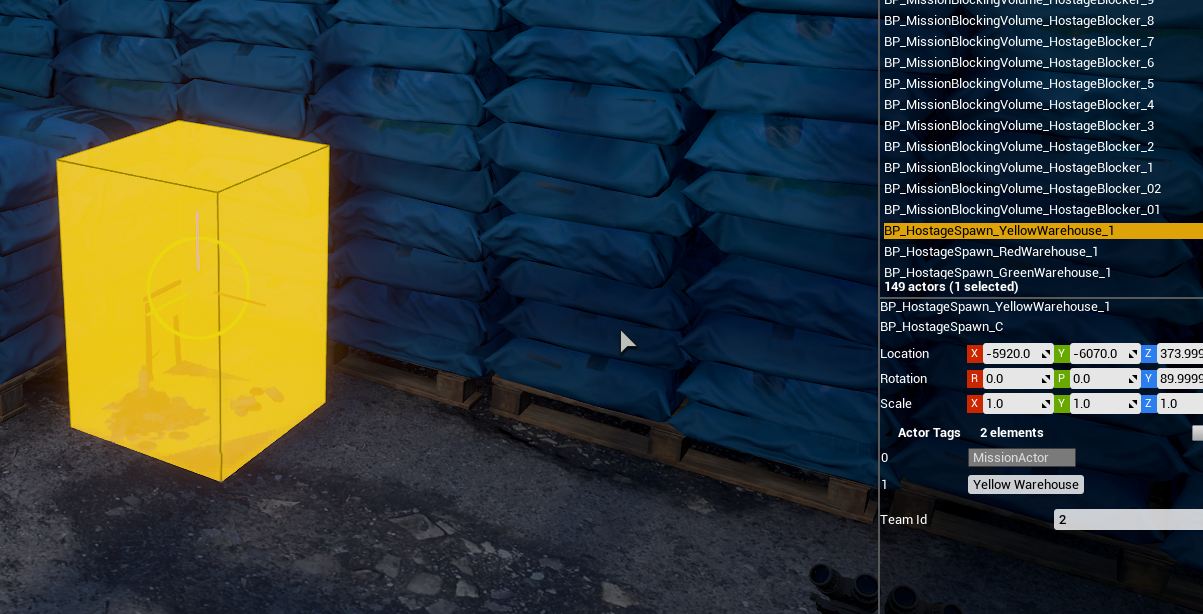 BP_MissionBlockingVolume_HostageBlocker_9
BP_MissionBlockingVolume_HostageBlocker_8
BP_MissionBlockingVolume_HostageBlocker_7
BP_MissionBlockingVolume_HostageBlocker_6
BP_MissionBlockingVolume_HostageBlocker_5
BP_MissionBlockingVolume_HostageBlocker_4
BP_MissionBlockingVolume_HostageBlocker_3
BP_MissionBlockingVolume_HostageBlocker_2
BP_MissionBlockingVolume_HostageBlocker_1
BP_MissionBlockingVolume_HostageBlocker_02
BP_MissionBlockingVolume_HostageBlocker_01
BP_HostageSpawn_YellowWarehouse_1
BP_HostageSpawn_RedWarehouse_1
BP_HostageSpawn_GreenWarehouse_1
149 actors (1 selected)
BP_HostageSpawn_YellowWarehouse_1
BP_HostageSpawn_C
Location X -5920.0 Y -6070.0 Z 373.999
Rotation R 0.0 P 0.0 Y 89.9999
Scale X 1.0 Y 1.0 Z 1.0
Actor Tags 2 elements
0 MissionActor
1 Yellow Warehouse
Team Id 2